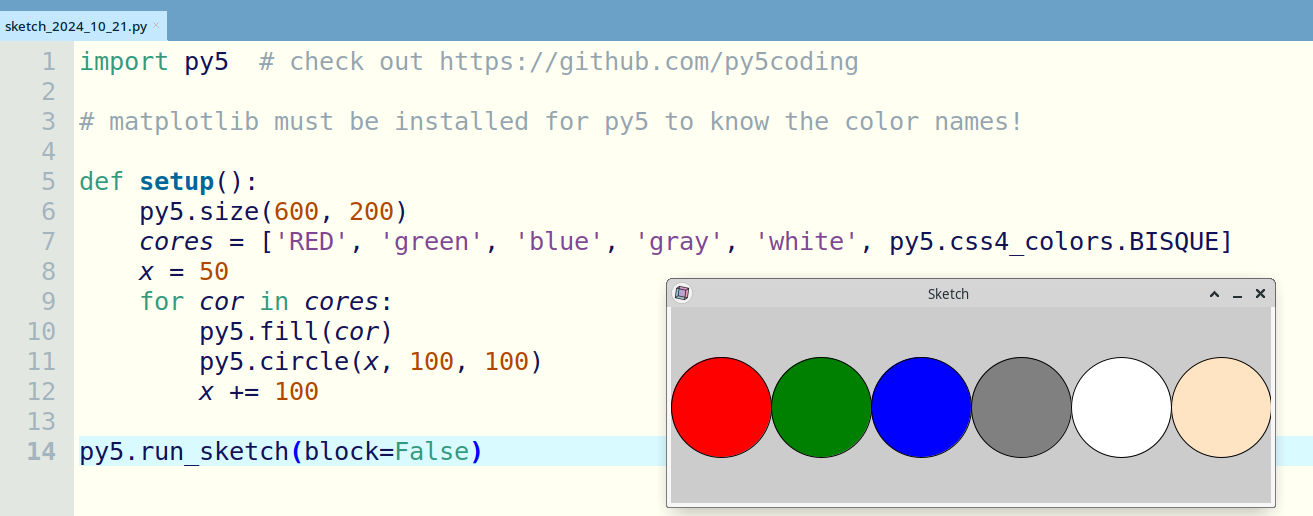 sketch_2024_10_21.py ×
1 import py5  # check out https://github.com/py5coding
2
3 # matplotlib must be installed for py5 to know the color names!
4
5 def setup():
6     py5.size(600, 200)
7     cores = ['RED', 'green', 'blue', 'gray', 'white', py5.css4_colors.BISQUE]
8     x = 50
9     for cor in cores:
10         py5.fill(cor)
11         py5.circle(x, 100, 100)
12         x += 100
13
14 py5.run_sketch(block=False)
Sketch